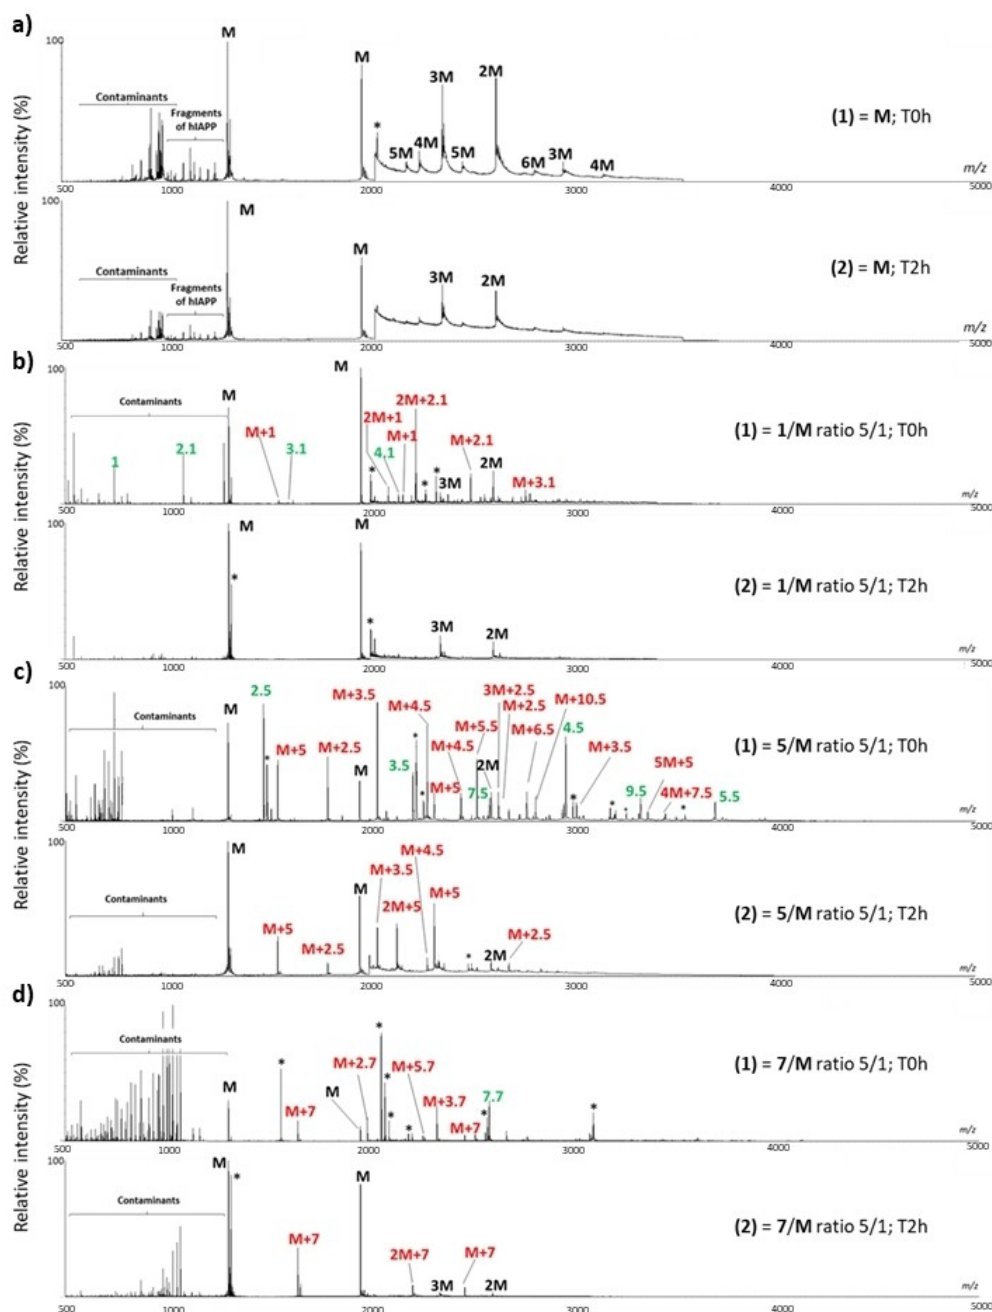 a)
Relative intensity (%)
100
Contaminants
Fragments
of hIAPP
M
M
*
5M
4M
3M
5M
2M
6M
3M
4M
(1) = M; T0h
m/z
500
1000
2000
3000
4000
5000
100
Contaminants
Fragments
of hIAPP
M
M
3M
2M
(2) = M; T2h
m/z
500
1000
2000
3000
4000
5000
b)
Relative intensity (%)
100
Contaminants
1
2.1
M
M+1
3.1
M
2M+1
4.1
*
M+1
2M+2.1
*
*
3M
M+2.1
2M
M+3.1
(1) = 1/M ratio 5/1; T0h
m/z
500
1000
2000
3000
4000
5000
100
M
*
M
*
3M
2M
(2) = 1/M ratio 5/1; T2h
m/z
500
1000
2000
3000
4000
5000
c)
Relative intensity (%)
100
Contaminants
M
2.5
*
M+5
M+2.5
M
M+3.5
3.5
*
M+4.5
*
M+5
M+4.5
7.5
M+5.5
2M
3M+2.5
M+2.5
M+6.5
M+10.5
4.5
*
M+3.5
*
*
9.5
5M+5
4M+7.5
*
5.5
(1) = 5/M ratio 5/1; T0h
m/z
500
1000
2000
3000
4000
5000
100
Contaminants
M
M+5
M+2.5
M
M+3.5
2M+5
M+4.5
M+5
*
2M
M+2.5
(2) = 5/M ratio 5/1; T2h
m/z
500
1000
2000
3000
4000
5000
d)
Relative intensity (%)
100
Contaminants
M
*
M+7
M
M+2.7
*
*
*
*
M+5.7
M+3.7
M+7
*
7.7
*
(1) = 7/M ratio 5/1; T0h
m/z
500
1000
2000
3000
4000
5000
100
Contaminants
M
*
M+7
M
2M+7
3M
M+7
2M
(2) = 7/M ratio 5/1; T2h
m/z
500
1000
2000
3000
4000
5000